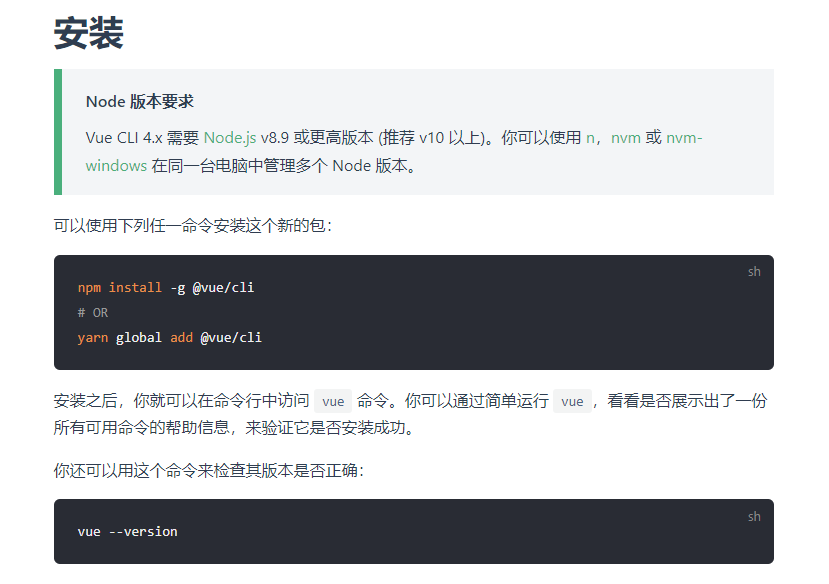 安装
Node 版本要求
Vue CLI 4.x 需要 Node.js v8.9 或更高版本 (推荐 v10 以上)。你可以使用 n，nvm 或 nvm-
windows 在同一台电脑中管理多个 Node 版本。
可以使用下列任一命令安装这个新的包：
sh
npm install -g @vue/cli
# OR
yarn global add @vue/cli
安装之后，你就可以在命令行中访问 vue 命令。你可以通过简单运行 vue，看看是否展示出了一份
所有可用命令的帮助信息，来验证它是否安装成功。
你还可以用这个命令来检查其版本是否正确：
sh
vue --version